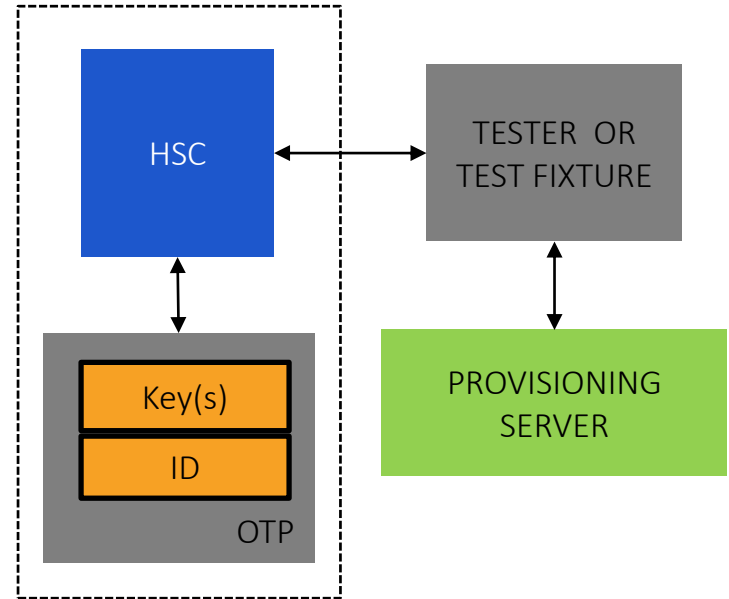 HSC
TESTER OR
TEST FIXTURE
Key(s)
ID
OTP
PROVISIONING
SERVER